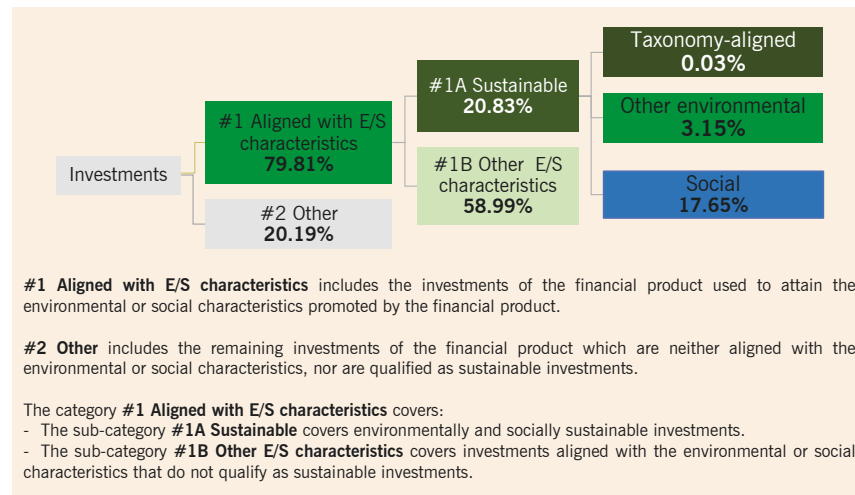 Investments
#1 Aligned with E/S
characteristics
79.81%
#2 Other
20.19%
#1A Sustainable
20.83%
#1B Other E/S
characteristics
58.99%
Taxonomy-aligned
0.03%
Other environmental
3.15%
Social
17.65%
#1 Aligned with E/S characteristics includes the investments of the financial product used to attain the
environmental or social characteristics promoted by the financial product.
#2 Other includes the remaining investments of the financial product which are neither aligned with the
environmental or social characteristics, nor are qualified as sustainable investments.
The category #1 Aligned with E/S characteristics covers:
- The sub-category #1A Sustainable covers environmentally and socially sustainable investments.
- The sub-category #1B Other E/S characteristics covers investments aligned with the environmental or social
characteristics that do not qualify as sustainable investments.